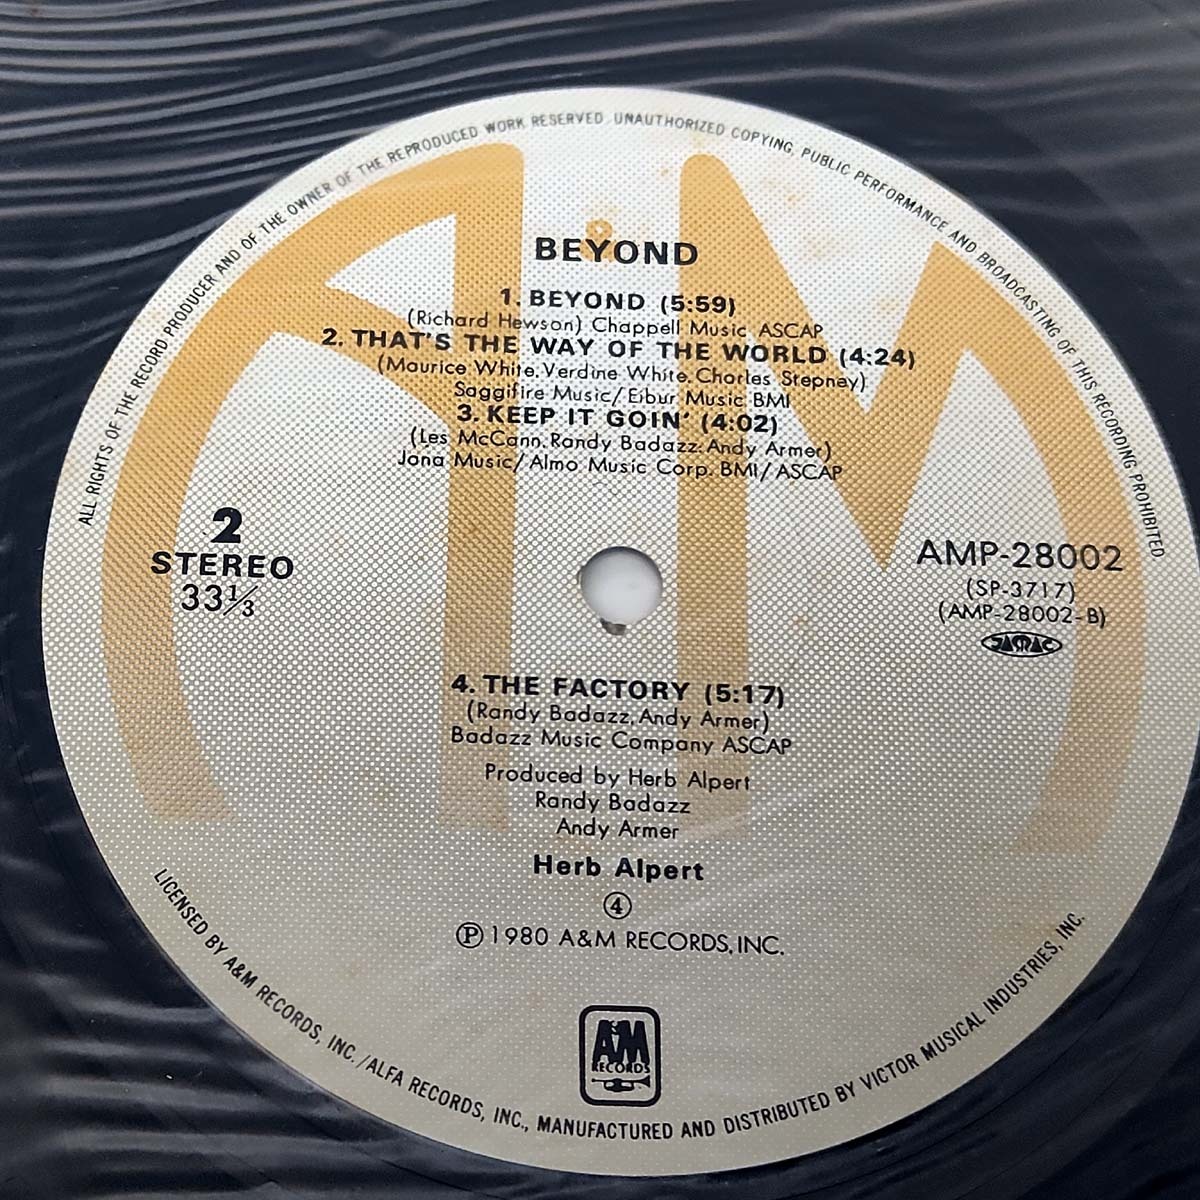 ALL RIGHTS OF THE RECORD PRODUCER AND OF THE OWNER OF THE REPRODUCED WORK RESERVED. UNAUTHORIZED COPYING, PUBLIC PERFORMANCE AND BROADCASTING OF THIS RECORDING PROHIBITED
BEYOND
1. BEYOND (5:59)
(Richard Hewson) Chappell Music ASCAP
2. THAT'S THE WAY OF THE WORLD (4:24)
(Maurice White, Verdine White, Charles Stepney)
Saggifire Music/Eibur Music BMI
3. KEEP IT GOIN' (4:02)
(Les McCann, Randy Badazz, Andy Armer)
Jana Music/Almo Music Corp. BMI/ASCAP
2
STEREO
33 1/3
AMP-28002
(SP-3717)
(AMP-28002-B)
JASRAC
4. THE FACTORY (5:17)
(Randy Badazz, Andy Armer)
Badazz Music Company ASCAP
Produced by Herb Alpert
Randy Badazz
Andy Armer
Herb Alpert
④
Ⓟ 1980 A&M RECORDS, INC.
A&M
RECORDS
LICENSED BY A&M RECORDS, INC./ALFA RECORDS, INC., MANUFACTURED AND DISTRIBUTED BY VICTOR MUSICAL INDUSTRIES, INC.